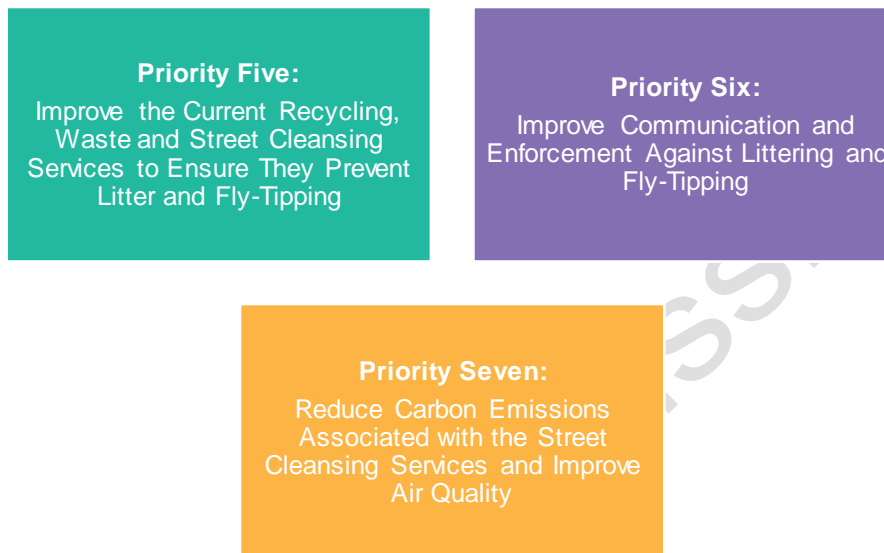 Priority Five:
Improve the Current Recycling,
Waste and Street Cleansing
Services to Ensure They Prevent
Litter and Fly-Tipping
Priority Six:
Improve Communication and
Enforcement Against Littering and
Fly-Tipping
Priority Seven:
Reduce Carbon Emissions
Associated with the Street
Cleansing Services and Improve
Air Quality